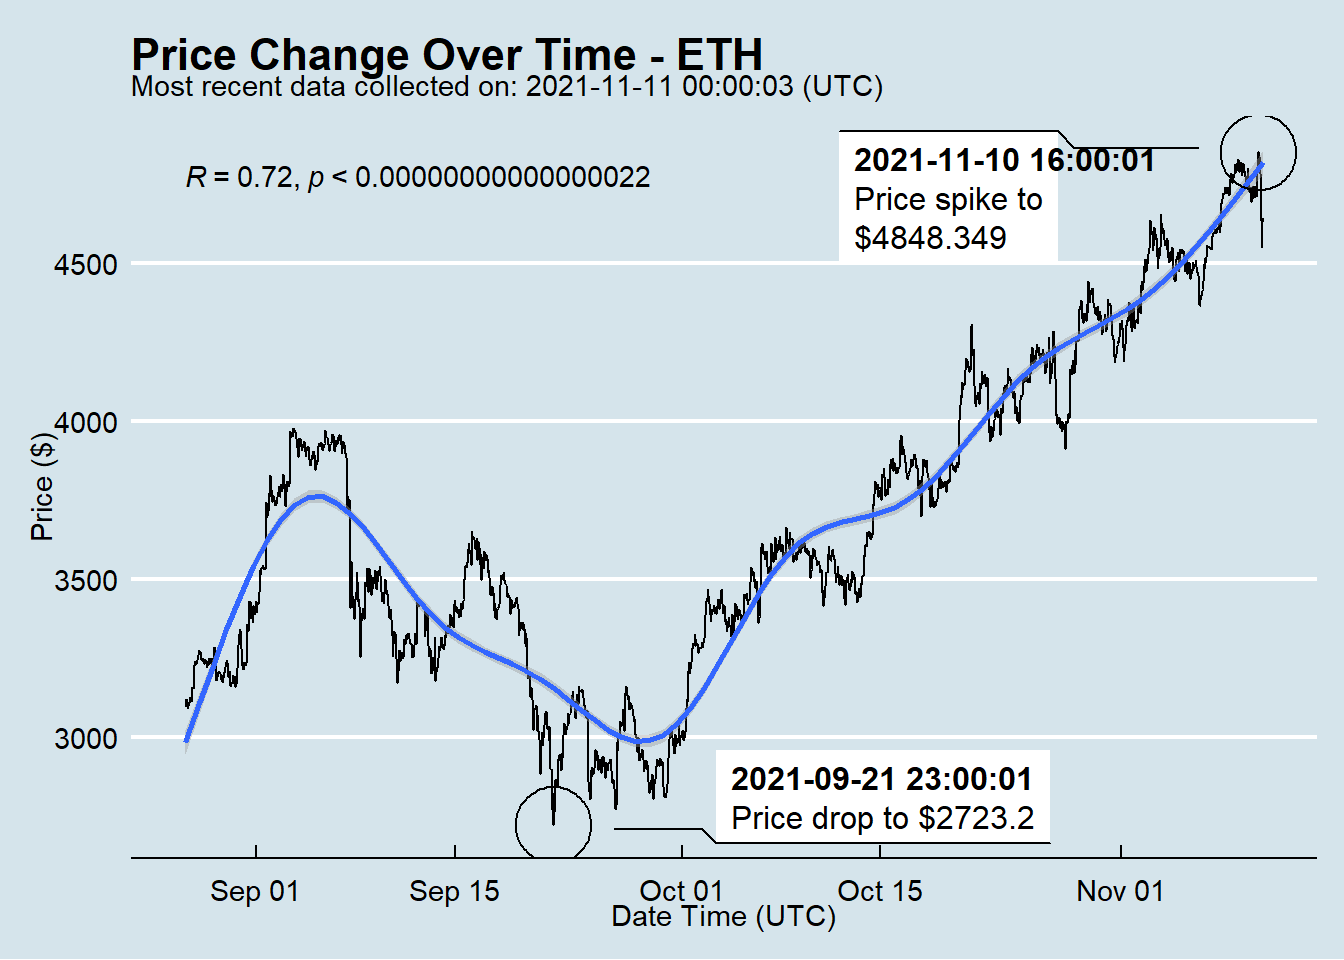 Price Change Over Time - ETH
Most recent data collected on: 2021-11-11 00:00:03 (UTC)
R = 0.72, p < 0.00000000000000022
2021-11-10 16:00:01
Price spike to
$4848.349
4500
4000
3500
3000
Price ($)
2021-09-21 23:00:01
Price drop to $2723.2
Sep 01
Sep 15
Oct 01
Oct 15
Nov 01
Date Time (UTC)